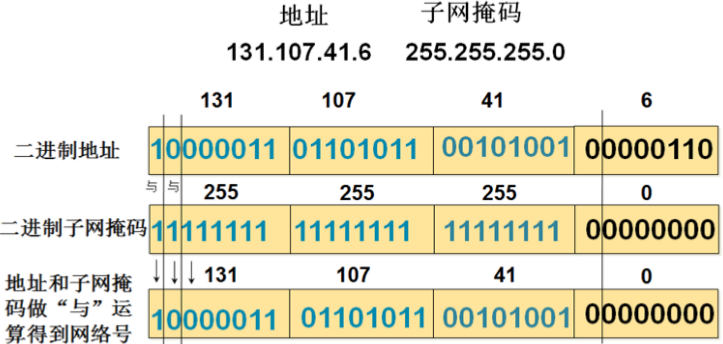 地址 子网掩码
131.107.41.6 255.255.255.0
131 107 41 6
二进制地址 10000011 01101011 00101001 00000110
与 与 255 255 255 0
二进制子网掩码 11111111 11111111 11111111 00000000
131 107 41 0
地址和子网掩
码做“与”运
算得到网络号
10000011 01101011 00101001 00000000